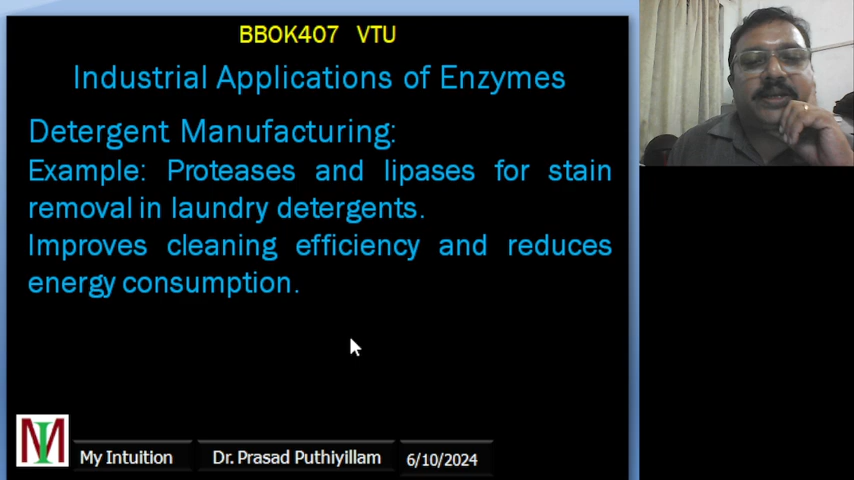 BBOK407 VTU
Industrial Applications of Enzymes
Detergent Manufacturing:
Example: Proteases and lipases for stain
removal in laundry detergents.
Improves cleaning efficiency and reduces
energy consumption.
MI
My Intuition
Dr. Prasad Puthiyillam
6/10/2024